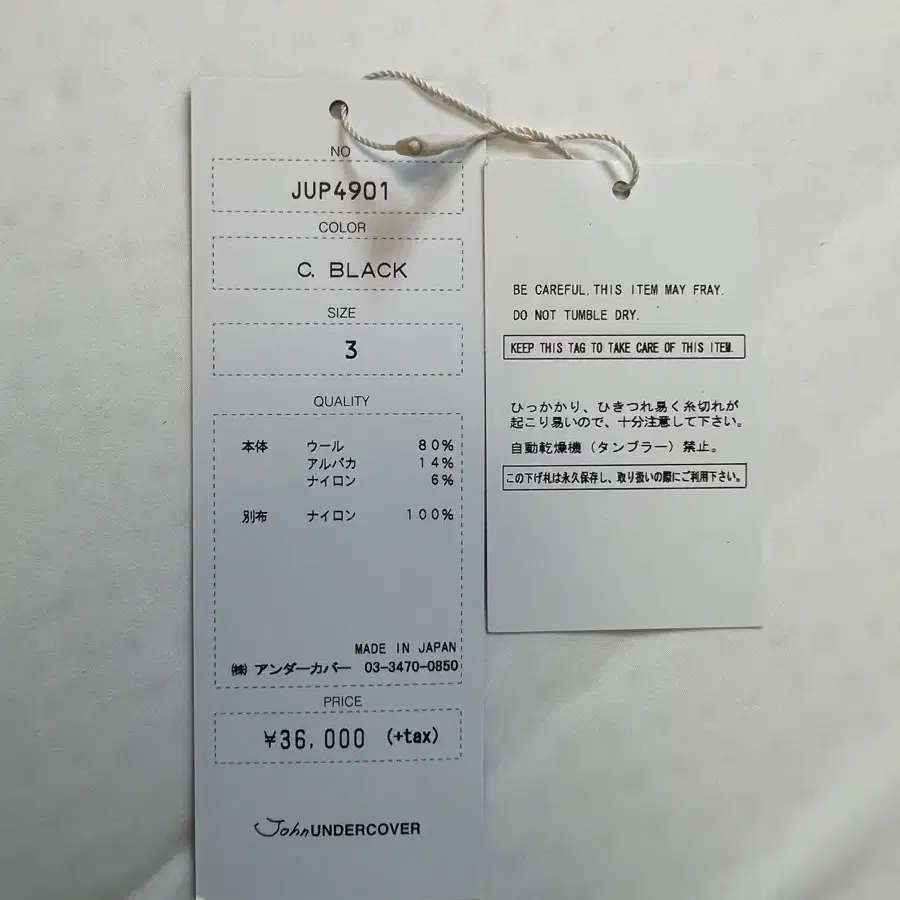 NO
JUP4901
COLOR
C. BLACK
SIZE
3
QUALITY
本体 ウール 80%
アルパカ 14%
ナイロン 6%
別布 ナイロン 100%
MADE IN JAPAN
㈱ アンダーカバー 03-3470-0850
PRICE
¥36,000 (+tax)
JohnUNDERCOVER
BE CAREFUL. THIS ITEM MAY FRAY.
DO NOT TUMBLE DRY.
KEEP THIS TAG TO TAKE CARE OF THIS ITEM.
ひっかかり、ひきつれ易く糸切れが
起こり易いので、十分注意して下さい。
自動乾燥機（タンブラー）禁止。
この下げ札は永久保存し、取り扱いの際にご利用下さい。